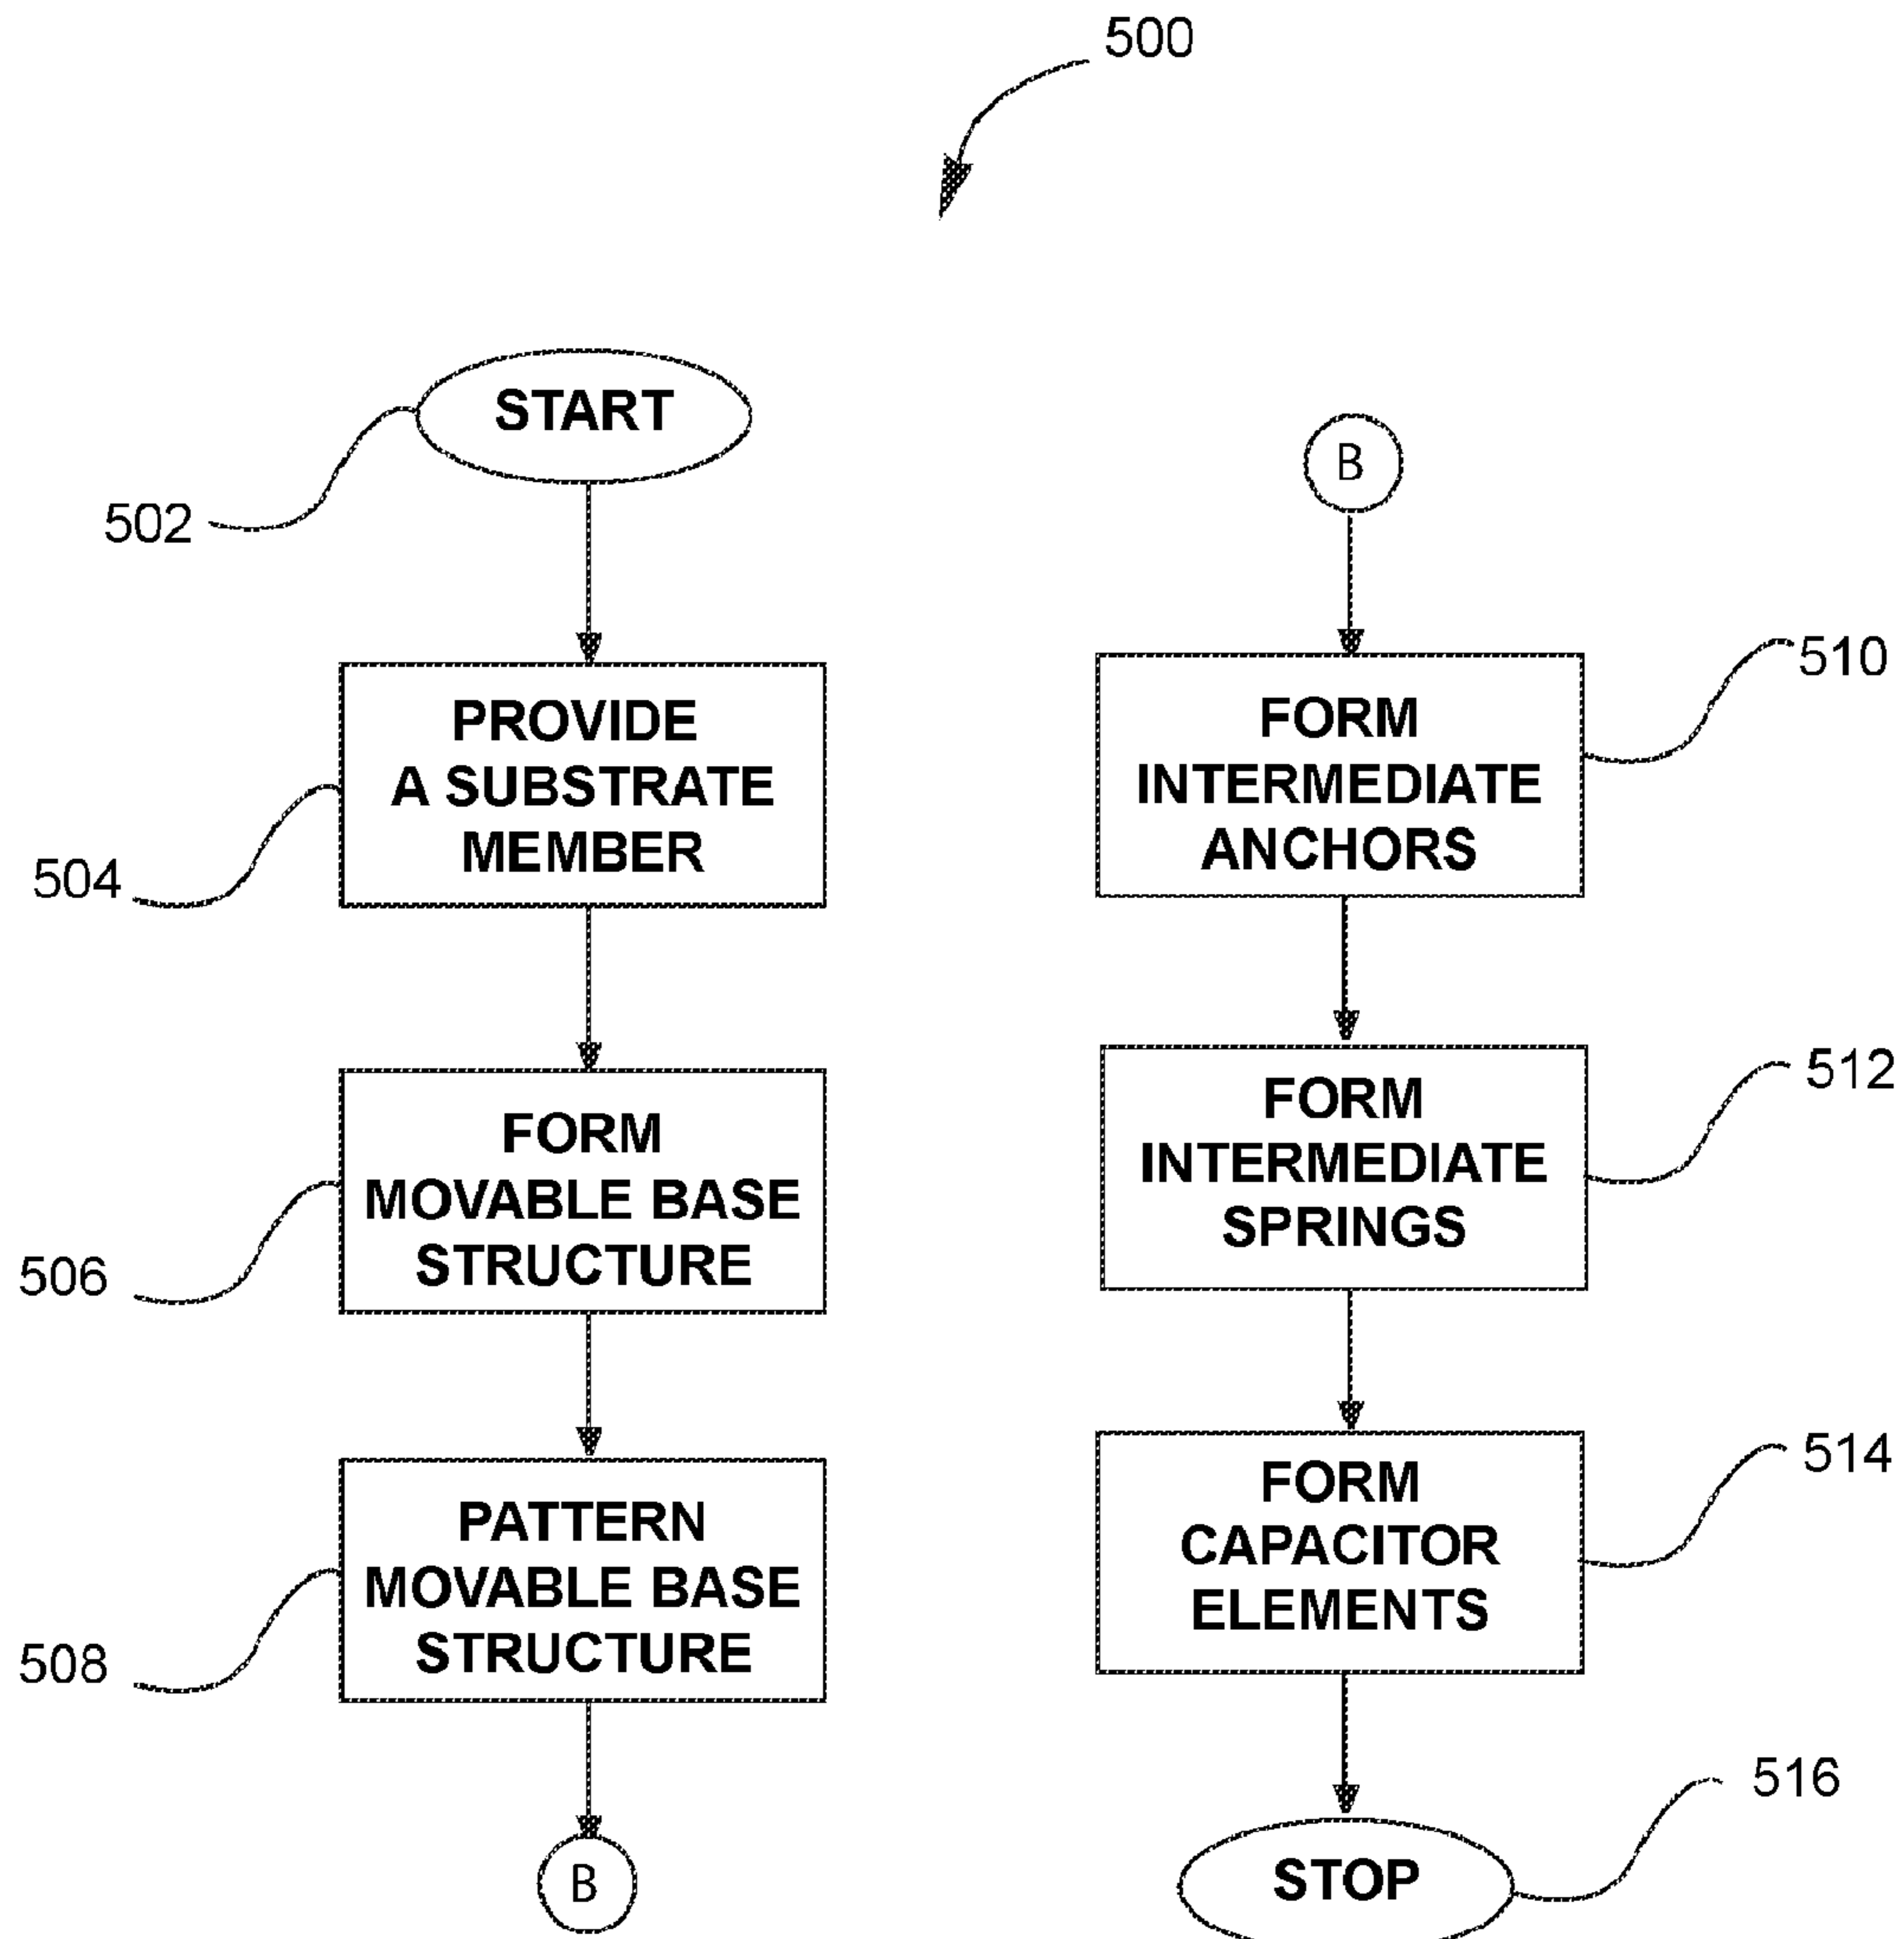 500
START
502
PROVIDE
A SUBSTRATE
MEMBER
504
FORM
MOVABLE BASE
STRUCTURE
506
PATTERN
MOVABLE BASE
STRUCTURE
508
B
B
FORM
INTERMEDIATE
ANCHORS
510
FORM
INTERMEDIATE
SPRINGS
512
FORM
CAPACITOR
ELEMENTS
514
STOP
516